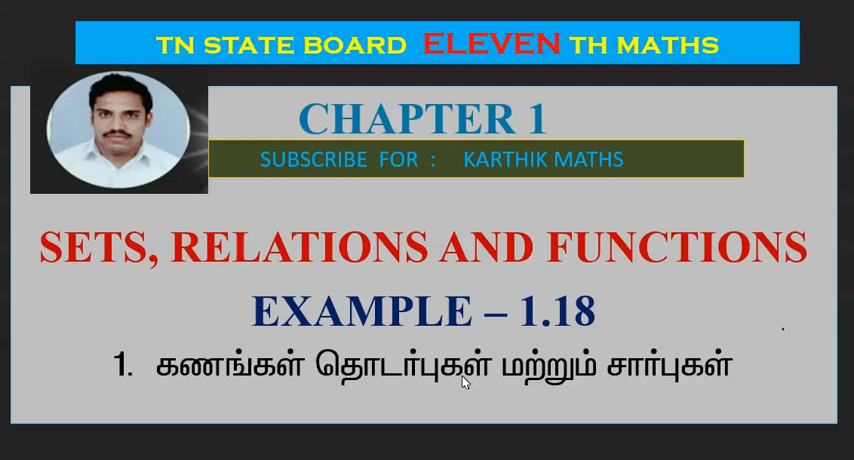 TN STATE BOARD ELEVEN TH MATHS
CHAPTER 1
SUBSCRIBE FOR : KARTHIK MATHS
SETS, RELATIONS AND FUNCTIONS
EXAMPLE – 1.18
1. கணங்கள் தொடர்புகள் மற்றும் சார்புகள்